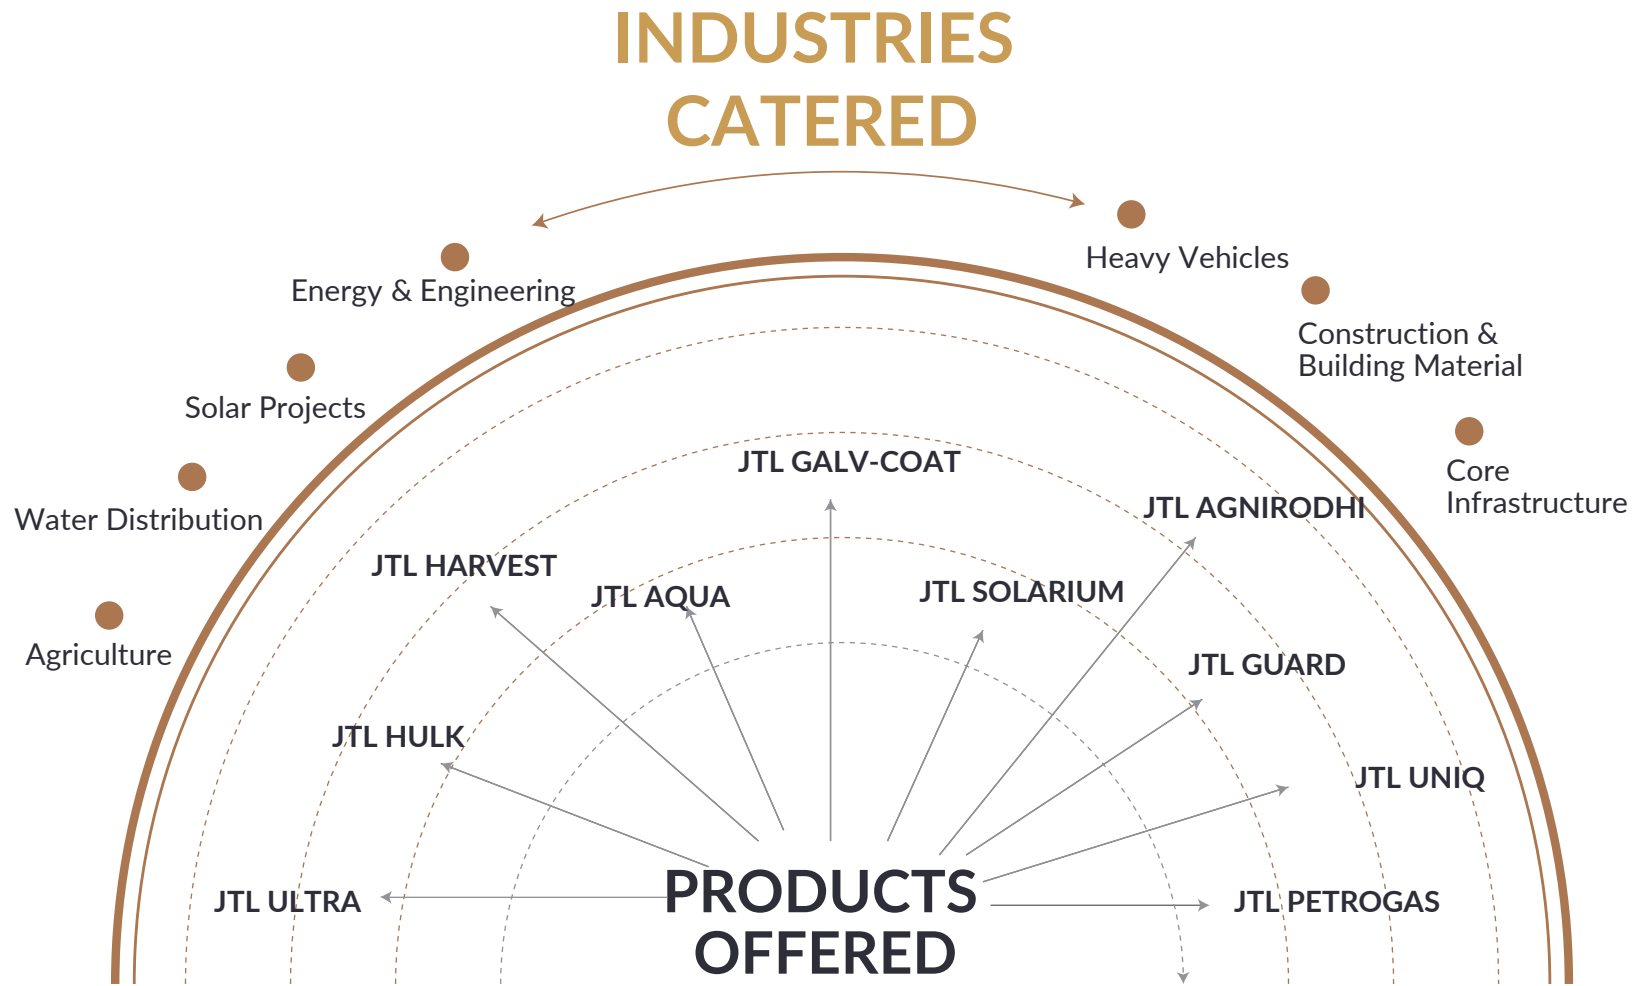 INDUSTRIES
CATERED
Heavy Vehicles
Energy & Engineering
Construction &
Building Material
Solar Projects
Core
Infrastructure
Water Distribution
Agriculture
JTL GALV-COAT
JTL AGNIRODHI
JTL HARVEST
JTL AQUA
JTL SOLARIUM
JTL GUARD
JTL HULK
JTL UNIQ
JTL ULTRA
JTL PETROGAS
PRODUCTS
OFFERED